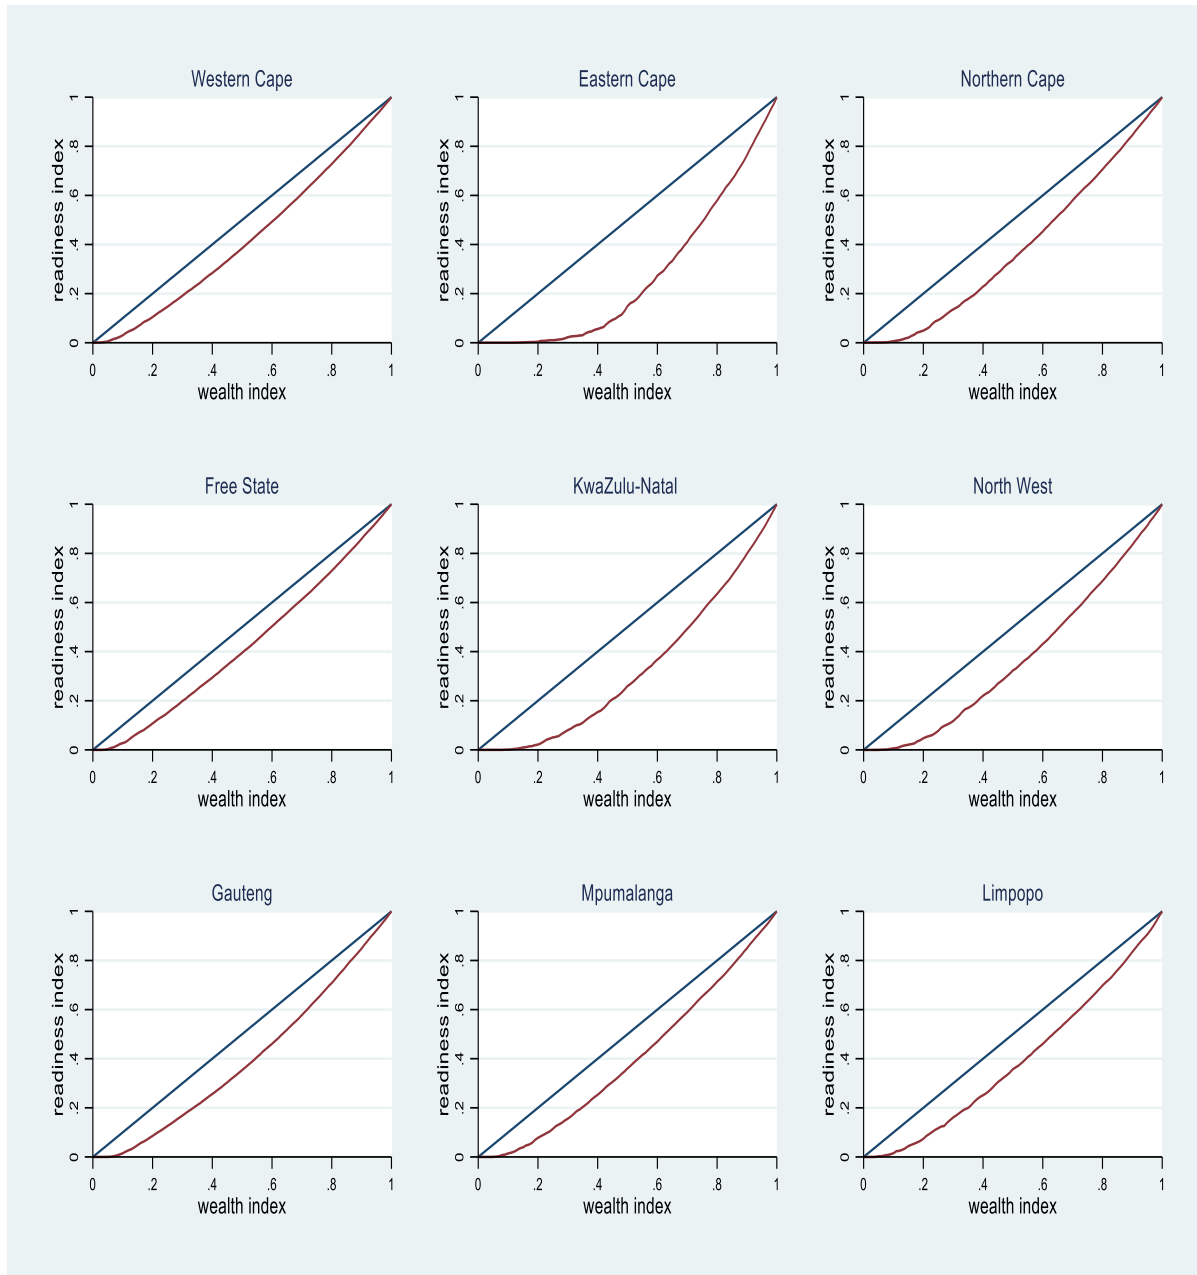 Western Cape
Eastern Cape
Northern Cape
readiness index
0 .2 .4 .6 .8 1
0 .2 .4 .6 .8 1
wealth index
readiness index
0 .2 .4 .6 .8 1
0 .2 .4 .6 .8 1
wealth index
readiness index
0 .2 .4 .6 .8 1
0 .2 .4 .6 .8 1
wealth index
Free State
KwaZulu-Natal
North West
readiness index
0 .2 .4 .6 .8 1
0 .2 .4 .6 .8 1
wealth index
readiness index
0 .2 .4 .6 .8 1
0 .2 .4 .6 .8 1
wealth index
readiness index
0 .2 .4 .6 .8 1
0 .2 .4 .6 .8 1
wealth index
Gauteng
Mpumalanga
Limpopo
readiness index
0 .2 .4 .6 .8 1
0 .2 .4 .6 .8 1
wealth index
readiness index
0 .2 .4 .6 .8 1
0 .2 .4 .6 .8 1
wealth index
readiness index
0 .2 .4 .6 .8 1
0 .2 .4 .6 .8 1
wealth index